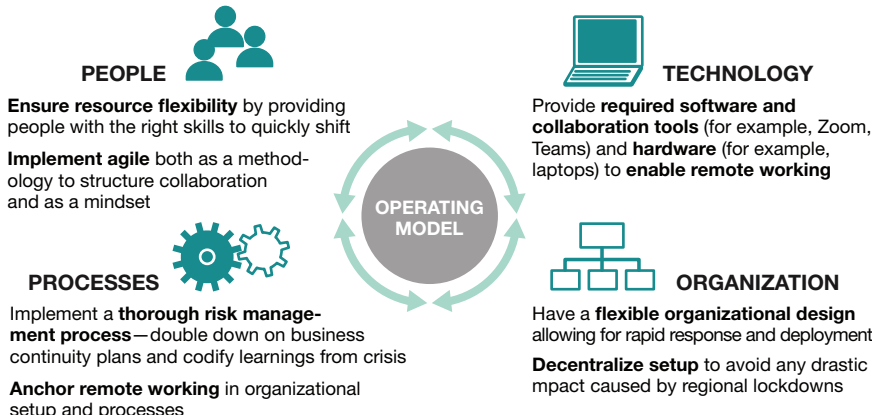 PEOPLE
Ensure resource flexibility by providing
people with the right skills to quickly shift
Implement agile both as a method-
ology to structure collaboration
and as a mindset
TECHNOLOGY
Provide required software and
collaboration tools (for example, Zoom,
Teams) and hardware (for example,
laptops) to enable remote working
OPERATING
MODEL
PROCESSES
Implement a thorough risk manage-
ment process—double down on business
continuity plans and codify learnings from crisis
Anchor remote working in organizational
setup and processes
ORGANIZATION
Have a flexible organizational design
allowing for rapid response and deployment
Decentralize setup to avoid any drastic
mpact caused by regional lockdowns